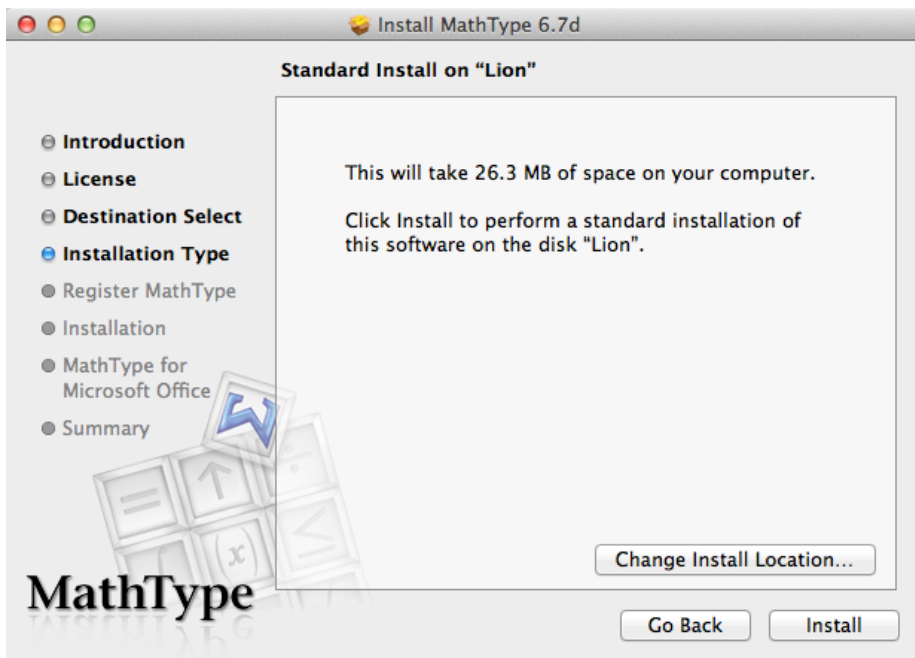 Install MathType 6.7d
Standard Install on “Lion”
Introduction
License
Destination Select
Installation Type
Register MathType
Installation
MathType for
Microsoft Office
Summary
This will take 26.3 MB of space on your computer.
Click Install to perform a standard installation of
this software on the disk “Lion”.
Σ
=
↑
÷
∫
(x)
≤
MathType
Change Install Location...
Go Back
Install